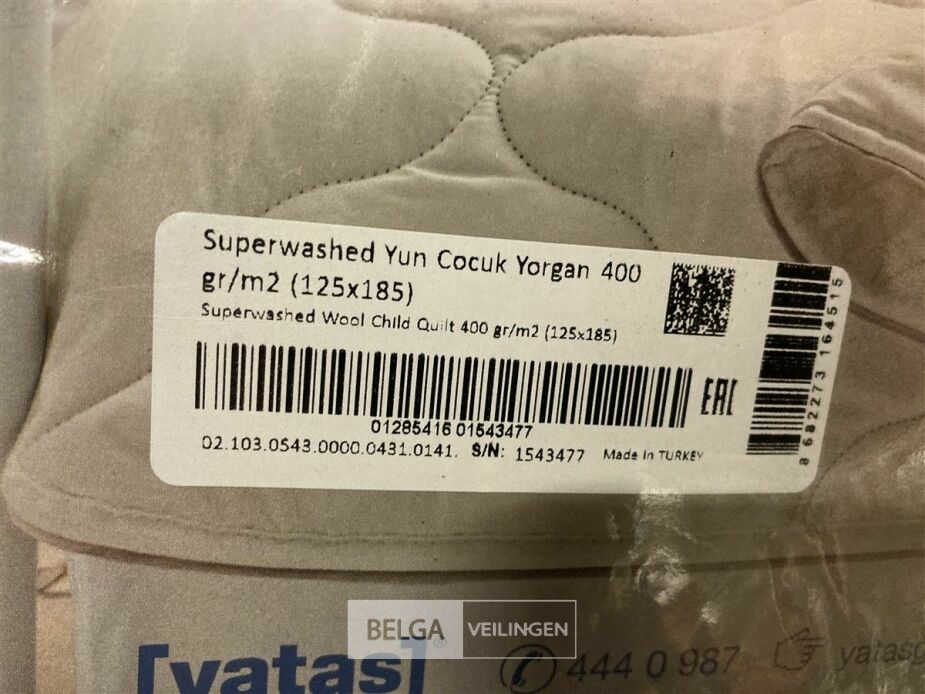 Superwashed Yun Cocuk Yorgan 400
gr/m2 (125x185)
Superwashed Wool Child Quilt 400 gr/m2 (125x185)
01285416 01543477
EAC
02.103.0543.0000.0431.0141. S/N: 1543477 Made In TURKEY
8 682273 164515
BELGA VEILINGEN
[yatas]
444 0 987